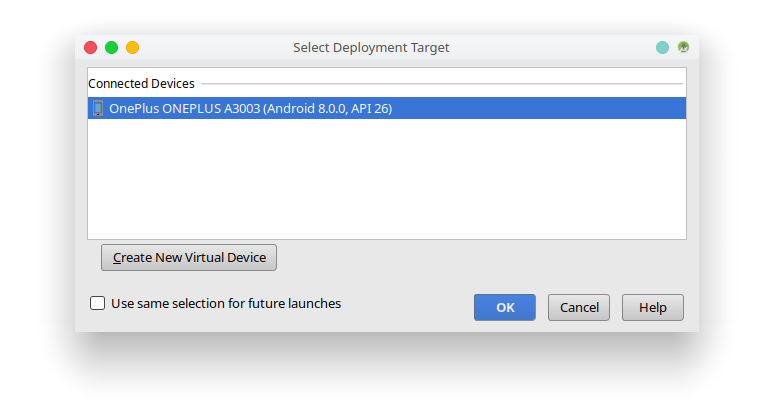 Select Deployment Target
Connected Devices
OnePlus ONEPLUS A3003 (Android 8.0.0, API 26)
Create New Virtual Device
Use same selection for future launches
OK
Cancel
Help